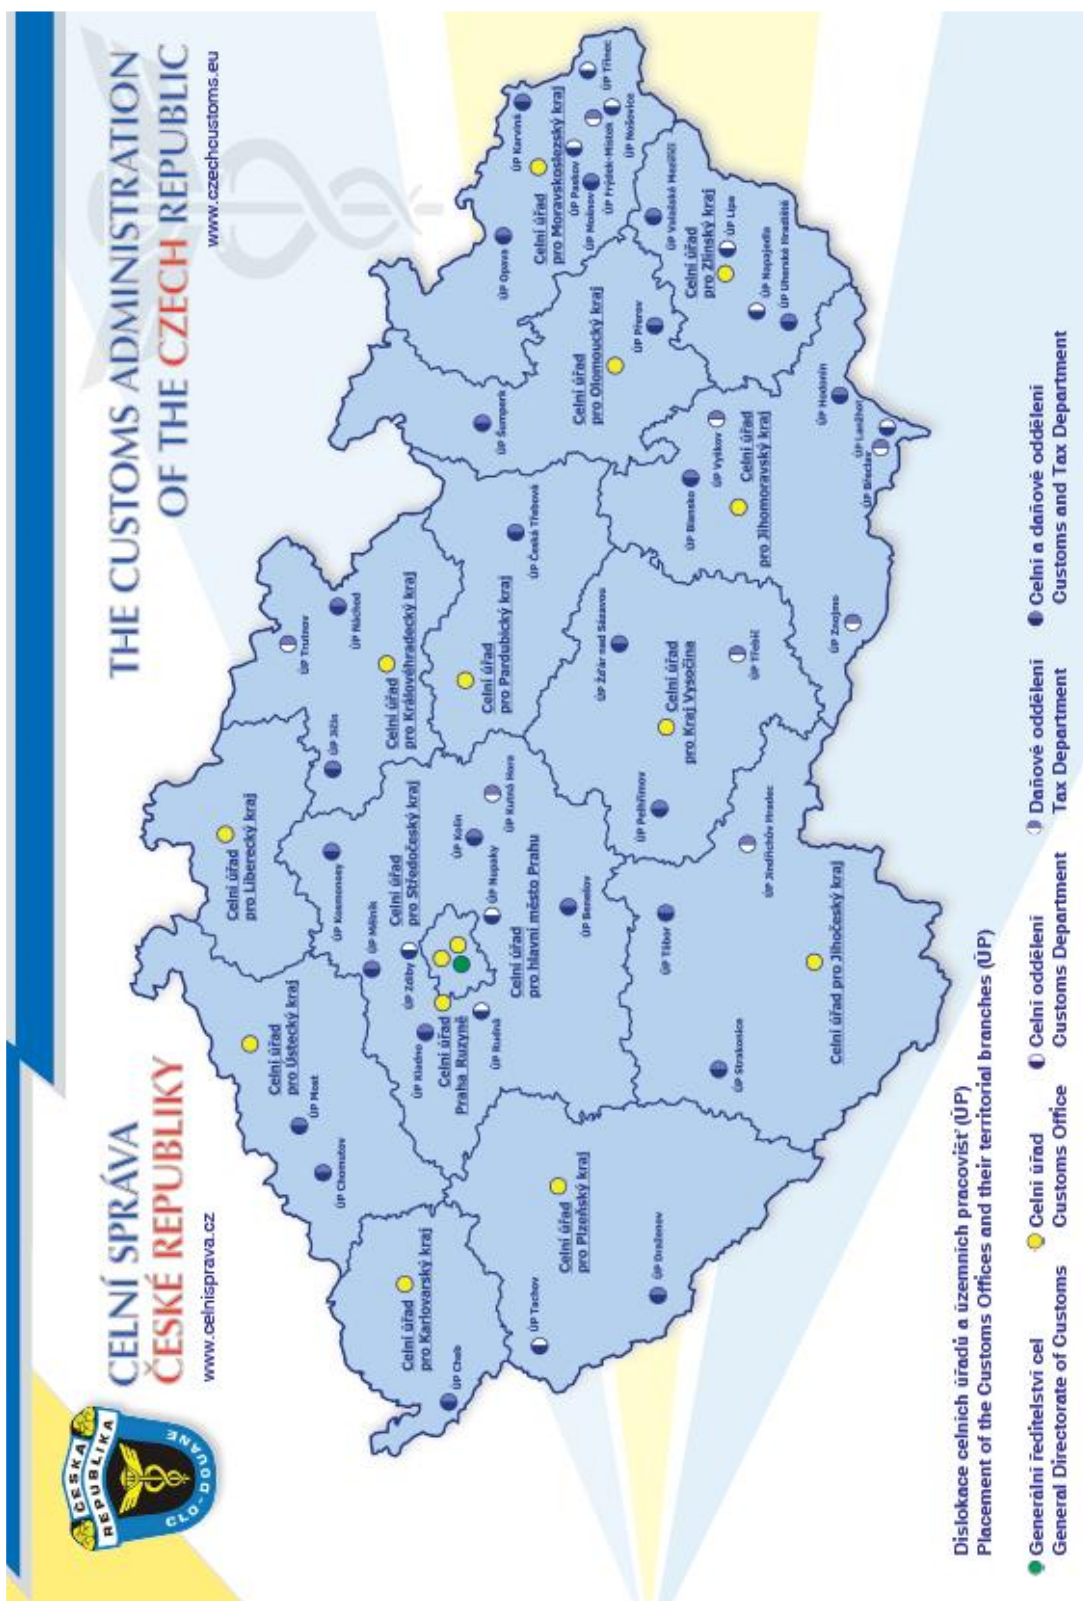 CELNÍ SPRÁVA
ČESKÉ REPUBLIKY
www.celnisprava.cz
THE CUSTOMS ADMINISTRATION
OF THE CZECH REPUBLIC
www.czechcustoms.eu
ČESKÁ
REPUBLIKA
CLO-DOUANE
Celní úřad
pro Karlovarský kraj
ÚP Cheb
ÚP Chomutov
ÚP Most
Celní úřad
pro Ústecký kraj
Celní úřad
pro Liberecký kraj
ÚP Tachov
Celní úřad
pro Plzeňský kraj
ÚP Draženov
ÚP Kosmonosy
ÚP Mělník
ÚP Zdiby
Celní úřad
pro Středočeský kraj
ÚP Kladno
Celní úřad
Praha Ruzyně
ÚP Rudná
Celní úřad
pro hlavní město Prahu
ÚP Nupaky
ÚP Kolín
ÚP Kutná Hora
ÚP Benešov
ÚP Jičín
ÚP Trutnov
ÚP Náchod
Celní úřad
pro Královéhradecký kraj
Celní úřad
pro Pardubický kraj
ÚP Česká Třebová
ÚP Strakonice
ÚP Tábor
ÚP Jindřichův Hradec
Celní úřad pro Jihočeský kraj
ÚP Pelhřimov
ÚP Žďár nad Sázavou
Celní úřad
pro Kraj Vysočina
ÚP Třebíč
ÚP Znojmo
ÚP Blansko
ÚP Vyškov
Celní úřad
pro Jihomoravský kraj
ÚP Břeclav
ÚP Lanžhot
ÚP Hodonín
ÚP Šumperk
Celní úřad
pro Olomoucký kraj
ÚP Přerov
ÚP Opava
ÚP Karviná
Celní úřad
pro Moravskoslezský kraj
ÚP Paskov
ÚP Mošnov
ÚP Frýdek-Místek
ÚP Nošovice
ÚP Třinec
ÚP Valašské Meziříčí
Celní úřad
pro Zlínský kraj
ÚP Lípa
ÚP Napajedla
ÚP Uherské Hradiště
Dislokace celních úřadů a územních pracovišť (ÚP)
Placement of the Customs Offices and their territorial branches (ÚP)
Generální ředitelství cel
General Directorate of Customs
Celní úřad
Customs Office
Celní oddělení
Customs Department
Daňové oddělení
Tax Department
Celní a daňové oddělení
Customs and Tax Department